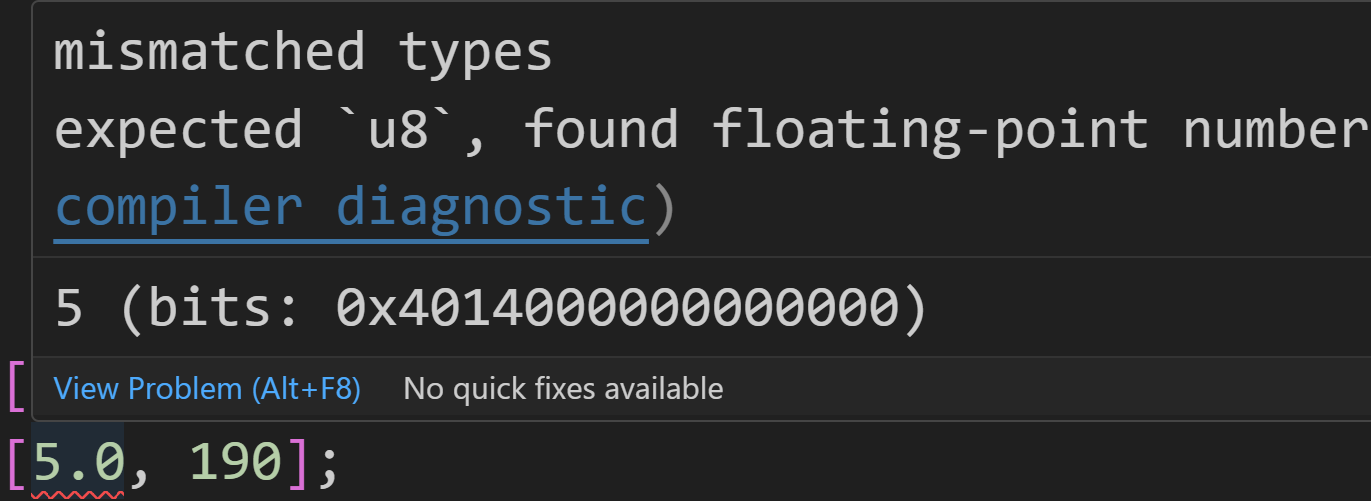 mismatched types
expected `u8`, found floating-point number
compiler diagnostic)
5 (bits: 0x4014000000000000)
[
View Problem (Alt+F8) No quick fixes available
[5.0, 190];